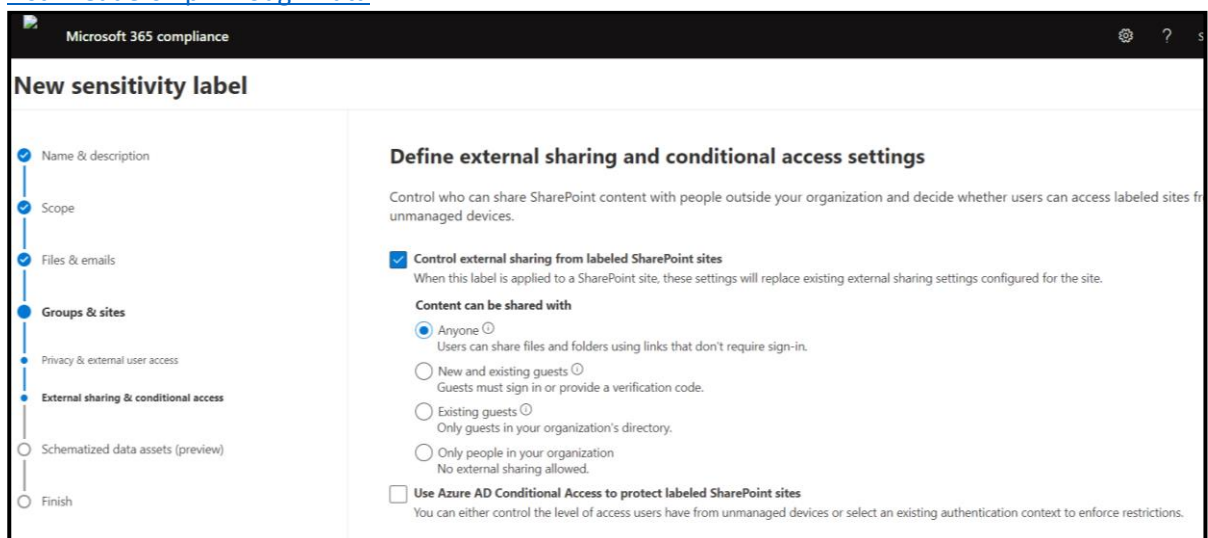 Microsoft 365 compliance
?
New sensitivity label
Name & description
Scope
Files & emails
Groups & sites
Privacy & external user access
External sharing & conditional access
Schematized data assets (preview)
Finish
Define external sharing and conditional access settings
Control who can share SharePoint content with people outside your organization and decide whether users can access labeled sites
unmanaged devices.
Control external sharing from labeled SharePoint sites
When this label is applied to a SharePoint site, these settings will replace existing external sharing settings configured for the site.
Content can be shared with
Anyone
Users can share files and folders using links that don't require sign-in.
New and existing guests
Guests must sign in or provide a verification code.
Existing guests
Only guests in your organization's directory.
Only people in your organization
No external sharing allowed.
Use Azure AD Conditional Access to protect labeled SharePoint sites
You can either control the level of access users have from unmanaged devices or select an existing authentication context to enforce restrictions.